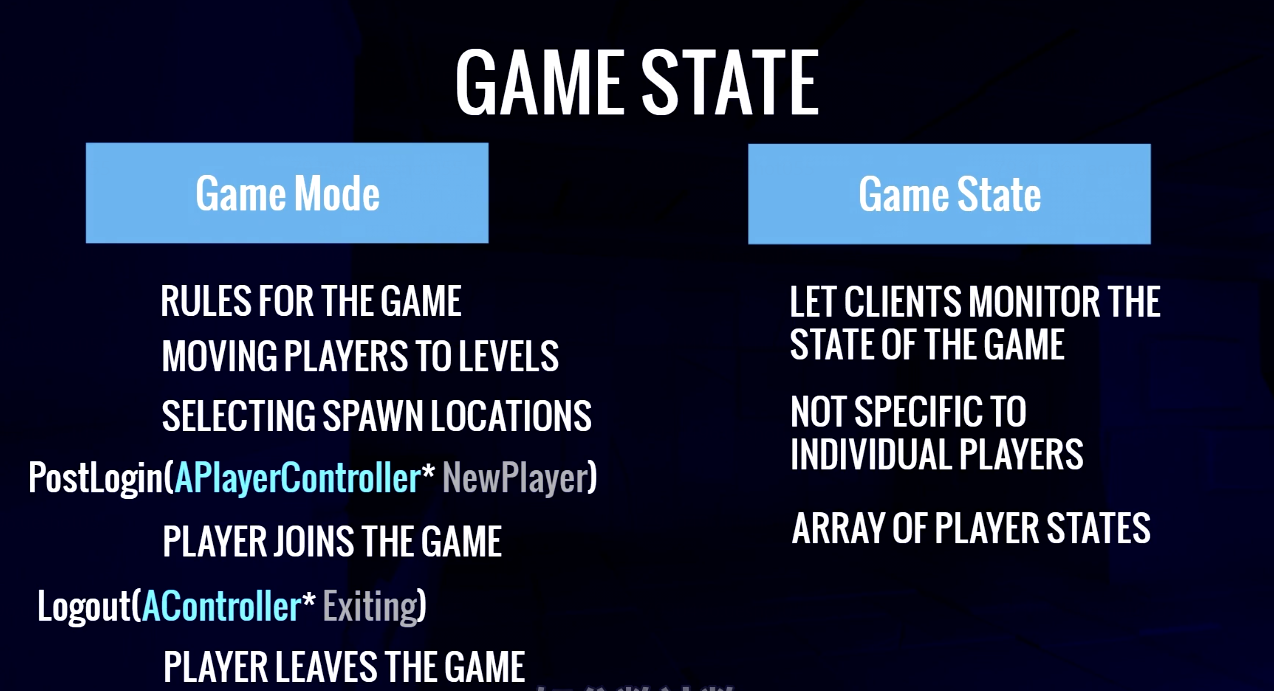 GAME STATE
Game Mode
RULES FOR THE GAME
MOVING PLAYERS TO LEVELS
SELECTING SPAWN LOCATIONS
PostLogin(APlayerController* NewPlayer)
PLAYER JOINS THE GAME
Logout(AController* Exiting)
PLAYER LEAVES THE GAME
Game State
LET CLIENTS MONITOR THE
STATE OF THE GAME
NOT SPECIFIC TO
INDIVIDUAL PLAYERS
ARRAY OF PLAYER STATES